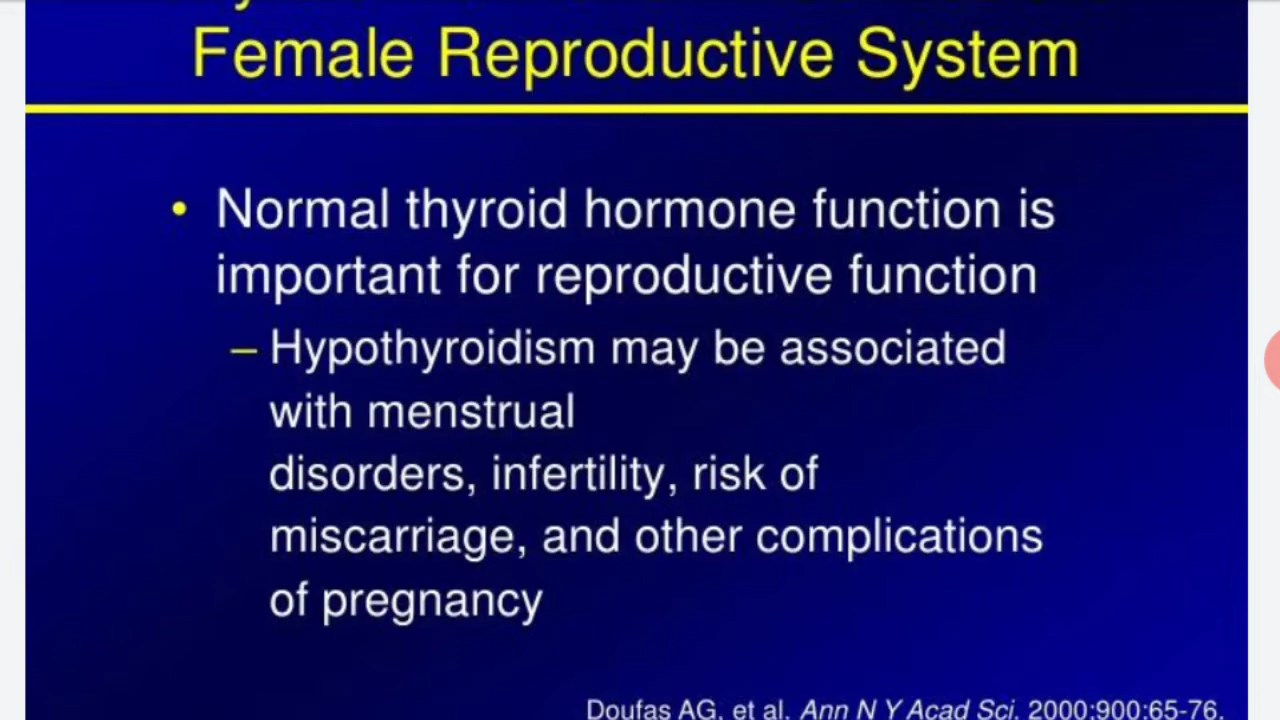 Female Reproductive System
• Normal thyroid hormone function is
important for reproductive function
– Hypothyroidism may be associated
with menstrual
disorders, infertility, risk of
miscarriage, and other complications
of pregnancy
Doufas AG, et al. Ann N Y Acad Sci. 2000;900:65-76.